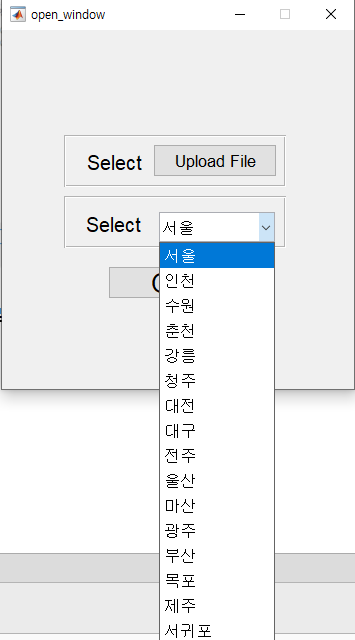 open_window
Select Upload File
Select 서울
서울
인천
수원
춘천
강릉
청주
대전
대구
전주
울산
마산
광주
부산
목포
제주
서귀포